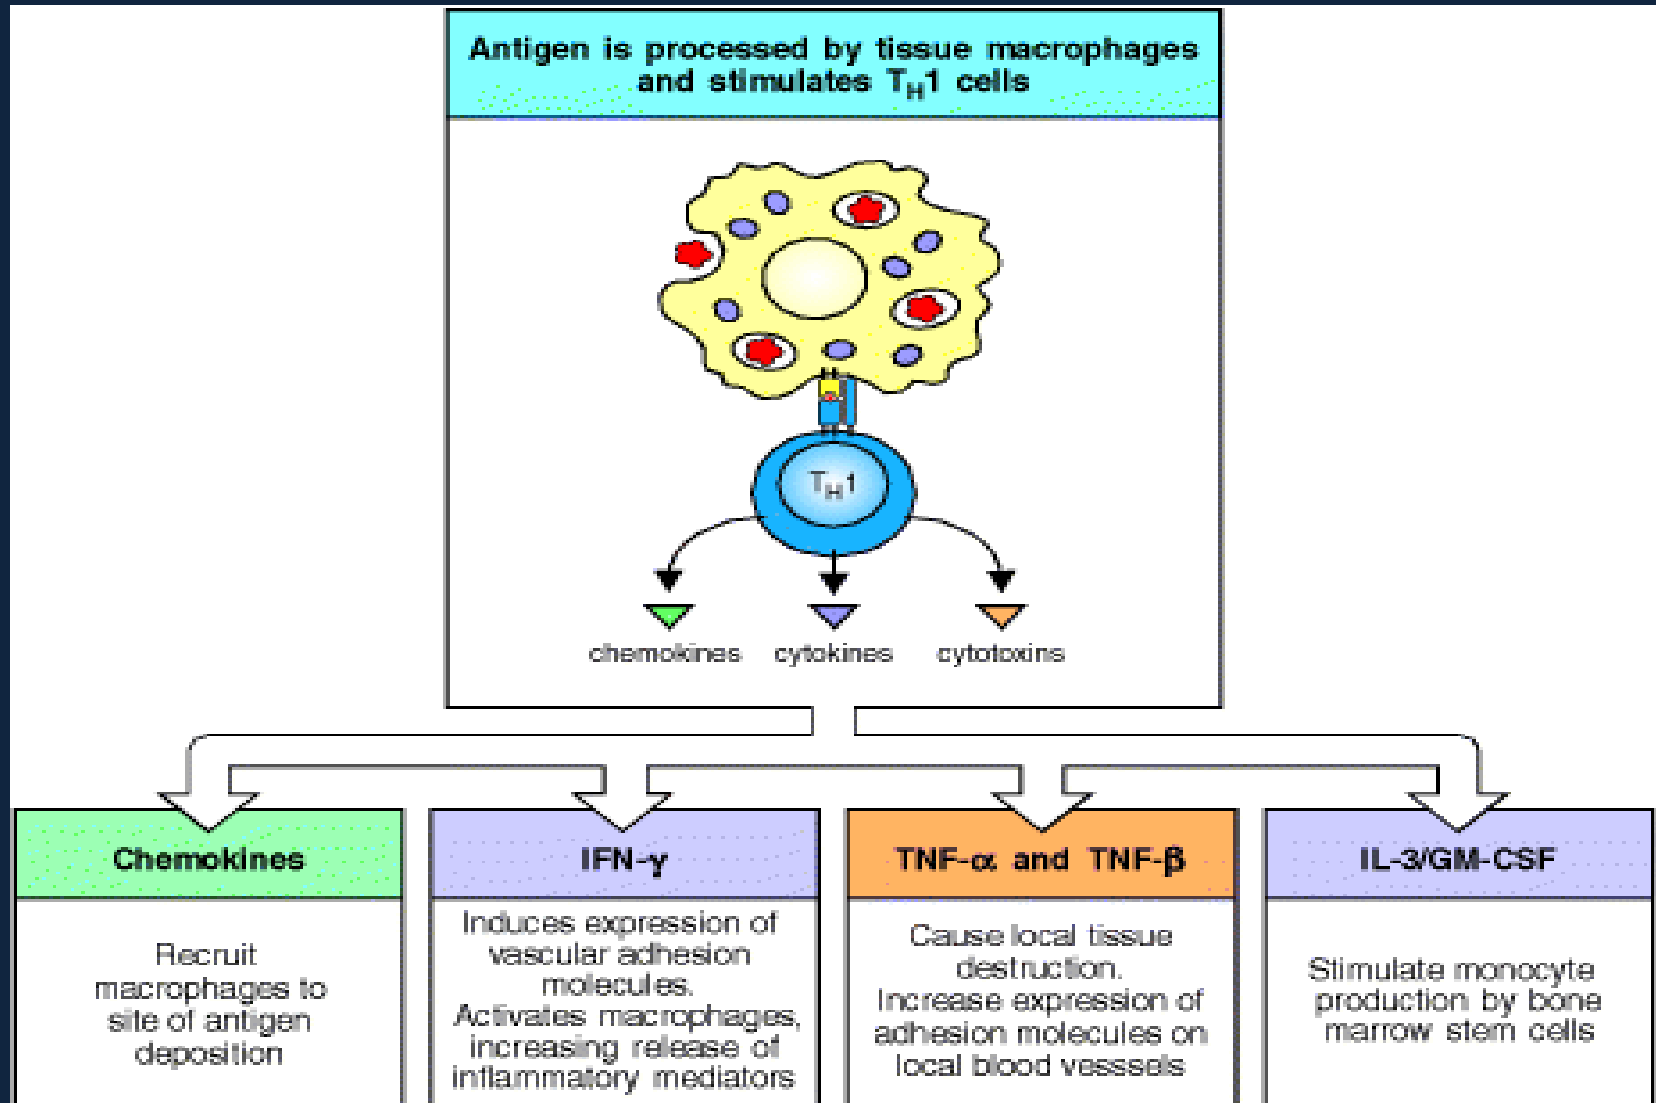 Antigen is processed by tissue macrophages
and stimulates TH1 cells
TH1
chemokines cytokines cytotoxins
Chemokines
Recruit
macrophages to
site of antigen
deposition
IFN-γ
Induces expression of
vascular adhesion
molecules.
Activates macrophages,
increasing release of
inflammatory mediators
TNF-α and TNF-β
Cause local tissue
destruction.
Increase expression of
adhesion molecules on
local blood vesssels
IL-3/GM-CSF
Stimulate monocyte
production by bone
marrow stem cells